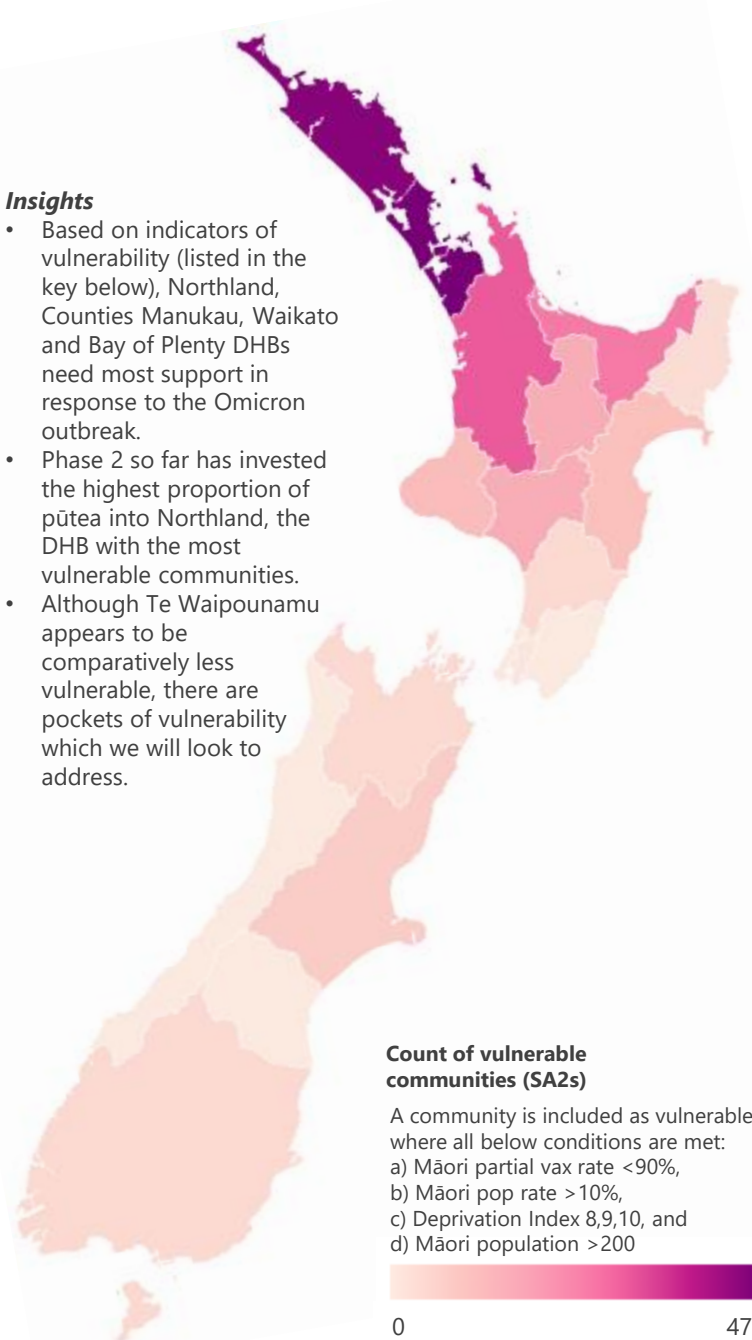 Insights
• Based on indicators of
vulnerability (listed in the
key below), Northland,
Counties Manukau, Waikato
and Bay of Plenty DHBs
need most support in
response to the Omicron
outbreak.
• Phase 2 so far has invested
the highest proportion of
pūtea into Northland, the
DHB with the most
vulnerable communities.
• Although Te Waipounamu
appears to be
comparatively less
vulnerable, there are
pockets of vulnerability
which we will look to
address.
Count of vulnerable
communities (SA2s)
A community is included as vulnerable
where all below conditions are met:
a) Māori partial vax rate <90%,
b) Māori pop rate >10%,
c) Deprivation Index 8,9,10, and
d) Māori population >200
0 47